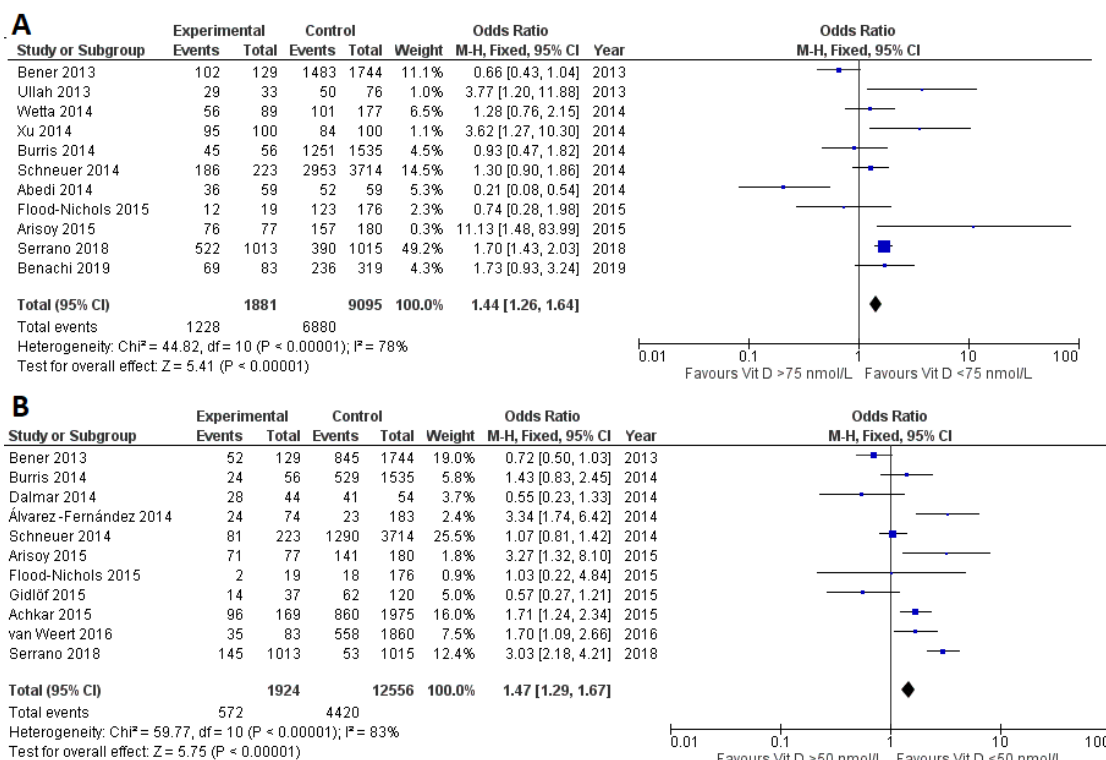 A
Experimental Control Odds Ratio Odds Ratio
Study or Subgroup Events Total Events Total Weight M-H, Fixed, 95% CI Year M-H, Fixed, 95% CI
Bener 2013 102 129 1483 1744 11.1% 0.66 [0.43, 1.04] 2013
Ullah 2013 29 33 50 76 1.0% 3.77 [1.20, 11.88] 2013
Wetta 2014 56 89 101 177 6.5% 1.28 [0.76, 2.15] 2014
Xu 2014 95 100 84 100 1.1% 3.62 [1.27, 10.30] 2014
Burris 2014 45 56 1251 1535 4.5% 0.93 [0.47, 1.82] 2014
Schneuer 2014 186 223 2953 3714 14.5% 1.30 [0.90, 1.86] 2014
Abedi 2014 36 59 52 59 5.3% 0.21 [0.08, 0.54] 2014
Flood-Nichols 2015 12 19 123 176 2.3% 0.74 [0.28, 1.98] 2015
Arisoy 2015 76 77 157 180 0.3% 11.13 [1.48, 83.99] 2015
Serrano 2018 522 1013 390 1015 49.2% 1.70 [1.43, 2.03] 2018
Benachi 2019 69 83 236 319 4.3% 1.73 [0.93, 3.24] 2019
Total (95% CI) 1881 9095 100.0% 1.44 [1.26, 1.64]
Total events 1228 6880
Heterogeneity: Chi² = 44.82, df = 10 (P < 0.00001); I² = 78%
Test for overall effect: Z = 5.41 (P < 0.00001)
0.01 0.1 1 10 100
Favours Vit D >75 nmol/L Favours Vit D <75 nmol/L
B
Experimental Control Odds Ratio Odds Ratio
Study or Subgroup Events Total Events Total Weight M-H, Fixed, 95% CI Year M-H, Fixed, 95% CI
Bener 2013 52 129 845 1744 19.0% 0.72 [0.50, 1.03] 2013
Burris 2014 24 56 529 1535 5.8% 1.43 [0.83, 2.45] 2014
Dalmar 2014 28 44 41 54 3.7% 0.55 [0.23, 1.33] 2014
Álvarez-Fernández 2014 24 74 23 183 2.4% 3.34 [1.74, 6.42] 2014
Schneuer 2014 81 223 1290 3714 25.5% 1.07 [0.81, 1.42] 2014
Arisoy 2015 71 77 141 180 1.8% 3.27 [1.32, 8.10] 2015
Flood-Nichols 2015 2 19 18 176 0.9% 1.03 [0.22, 4.84] 2015
Gidlöf 2015 14 37 62 120 5.0% 0.57 [0.27, 1.21] 2015
Achkar 2015 96 169 860 1975 16.0% 1.71 [1.24, 2.34] 2015
van Weert 2016 35 83 558 1860 7.5% 1.70 [1.09, 2.66] 2016
Serrano 2018 145 1013 53 1015 12.4% 3.03 [2.18, 4.21] 2018
Total (95% CI) 1924 12556 100.0% 1.47 [1.29, 1.67]
Total events 572 4420
Heterogeneity: Chi² = 59.77, df = 10 (P < 0.00001); I² = 83%
Test for overall effect: Z = 5.75 (P < 0.00001)
0.01 0.1 1 10 100
Favours Vit D >50 nmol/L Favours Vit D <50 nmol/L